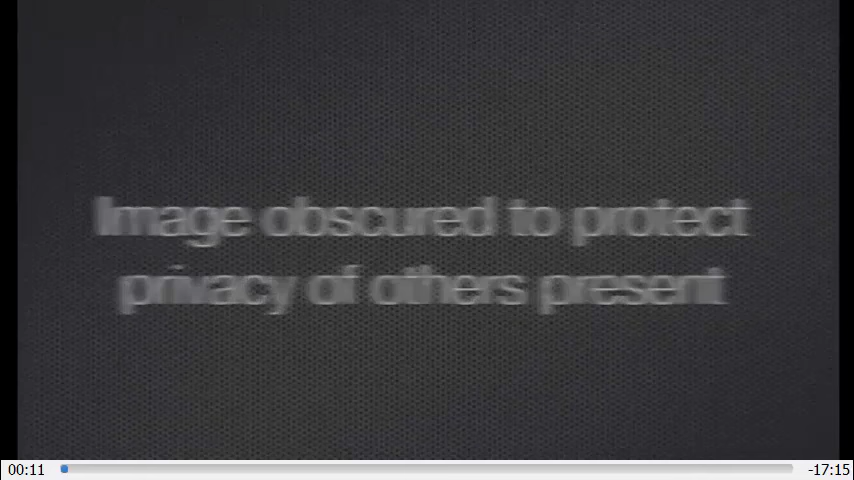 Image obscured to protect
privacy of others present
00:11
-17:15